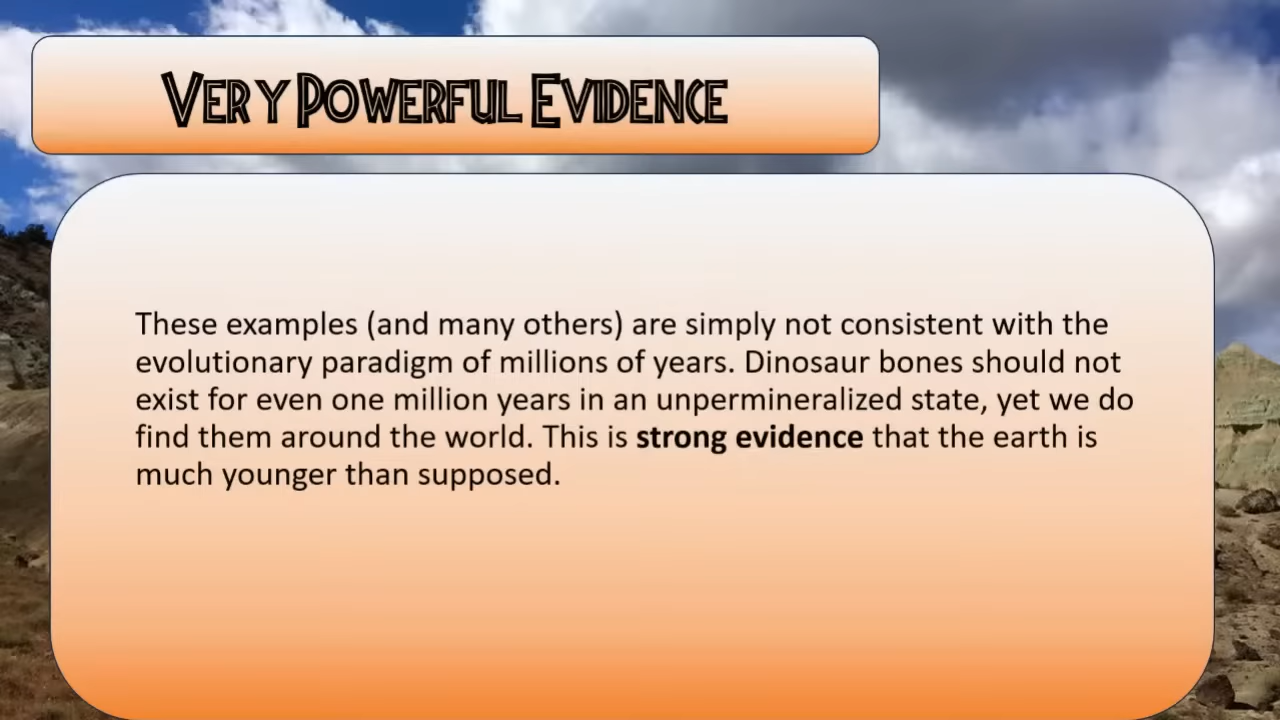 Very Powerful Evidence
These examples (and many others) are simply not consistent with the
evolutionary paradigm of millions of years. Dinosaur bones should not
exist for even one million years in an unpermineralized state, yet we do
find them around the world. This is strong evidence that the earth is
much younger than supposed.